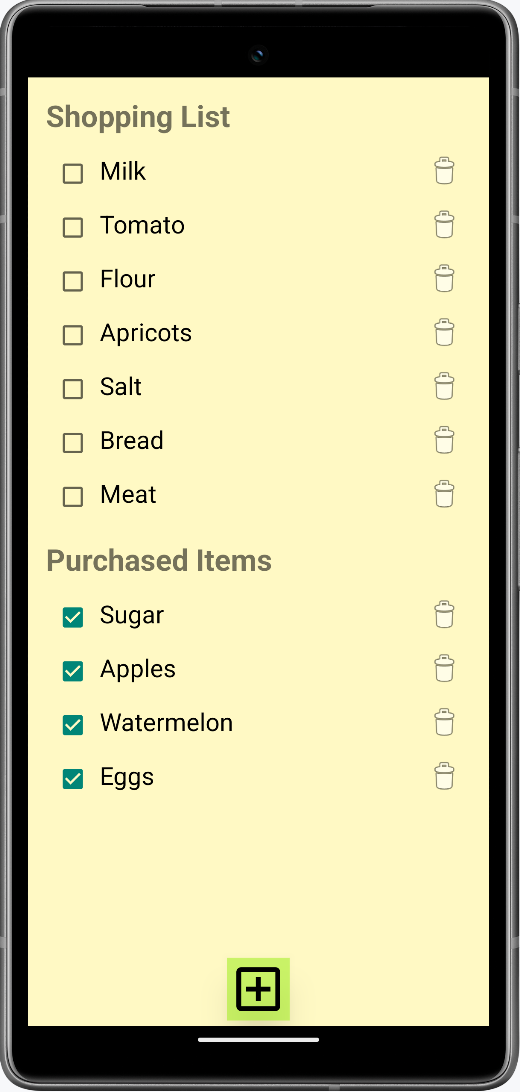 Shopping List
Milk
Tomato
Flour
Apricots
Salt
Bread
Meat
Purchased Items
Sugar
Apples
Watermelon
Eggs